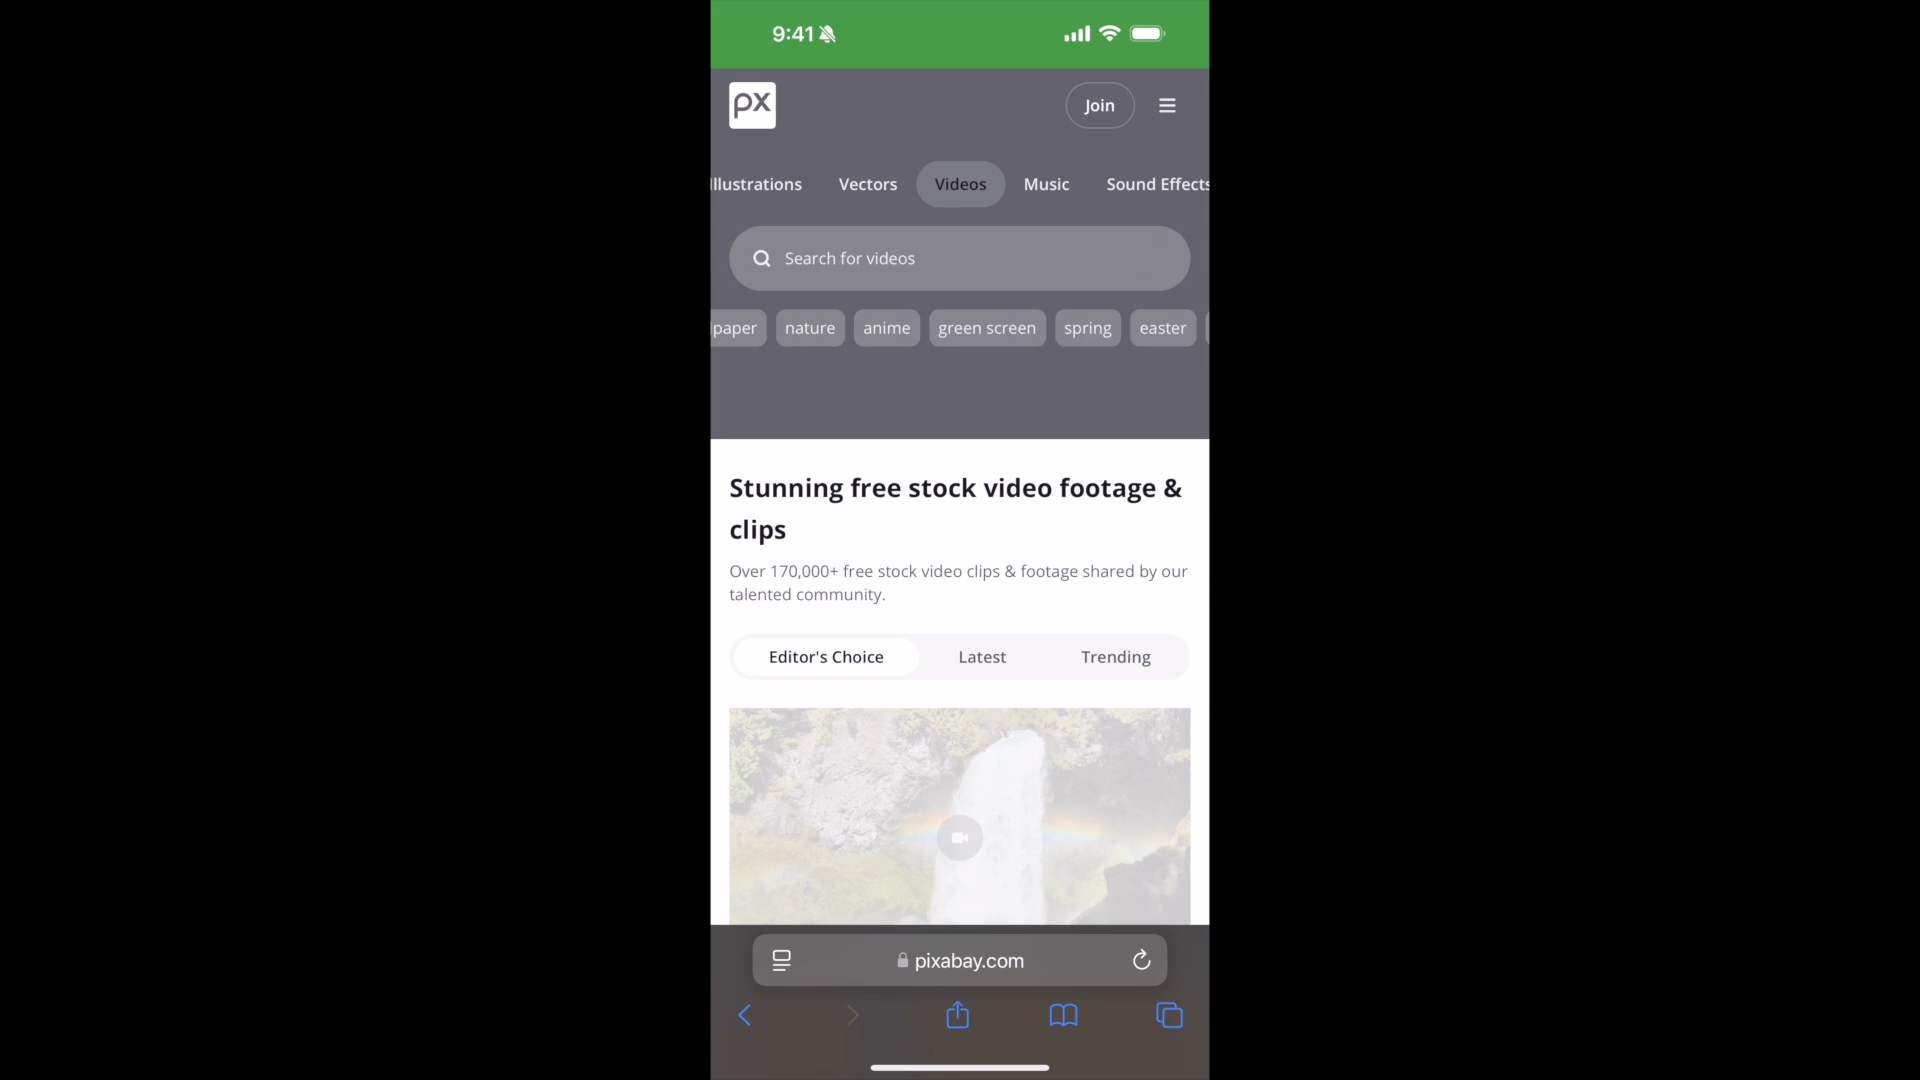 9:41
px
Join
Illustrations Vectors Videos Music Sound Effects
Search for videos
paper nature anime green screen spring easter
Stunning free stock video footage &
clips
Over 170,000+ free stock video clips & footage shared by our
talented community.
Editor's Choice Latest Trending
pixabay.com